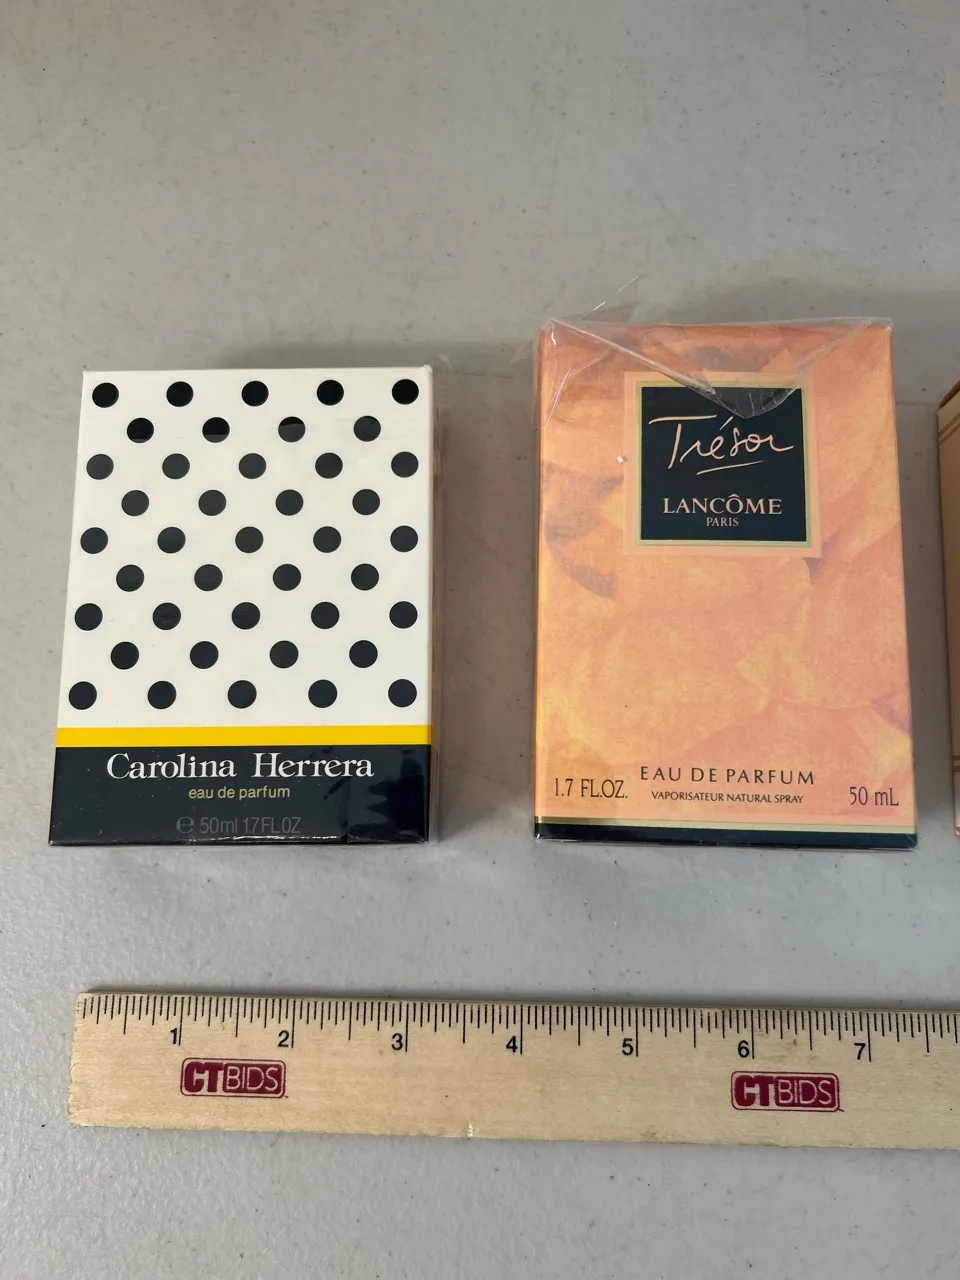 Carolina Herrera
eau de parfum
℮ 50ml 1.7FL.OZ
Trésor
LANCÔME
PARIS
1.7 FL.OZ.
EAU DE PARFUM
VAPORISATEUR NATURAL SPRAY
50 mL
1 2 3 4 5 6 7
CTBIDS
CTBIDS